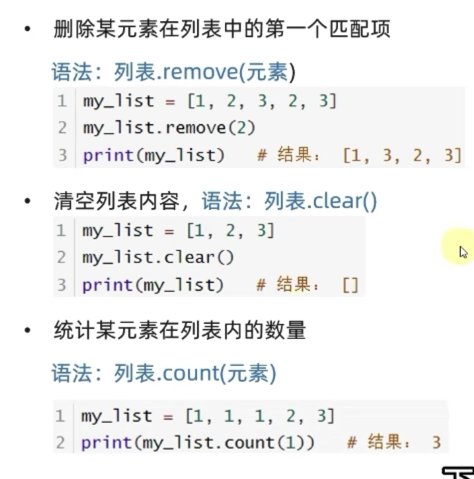 • 删除某元素在列表中的第一个匹配项
语法：列表.remove(元素)
1 my_list = [1, 2, 3, 2, 3]
2 my_list.remove(2)
3 print(my_list)   # 结果： [1, 3, 2, 3]
• 清空列表内容，语法：列表.clear()
1 my_list = [1, 2, 3]
2 my_list.clear()
3 print(my_list)   # 结果： []
• 统计某元素在列表内的数量
语法：列表.count(元素)
1 my_list = [1, 1, 1, 2, 3]
2 print(my_list.count(1))   # 结果： 3